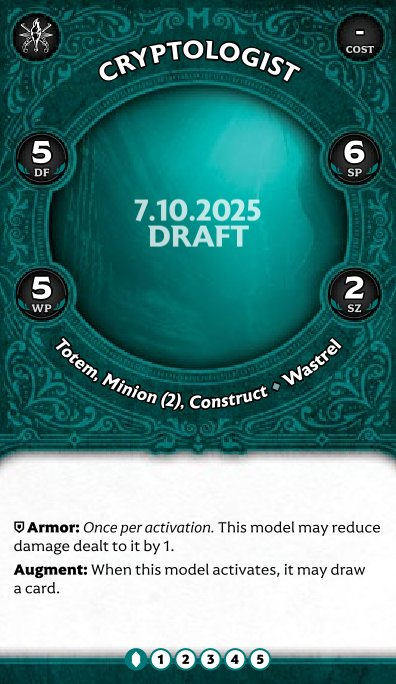 CRYPTOLOGIST
-
COST
5
DF
6
SP
7.10.2025
DRAFT
5
WP
2
SZ
Totem, Minion (2), Construct ◆ Wastrel
Armor: Once per activation. This model may reduce
damage dealt to it by 1.
Augment: When this model activates, it may draw
a card.
1 2 3 4 5